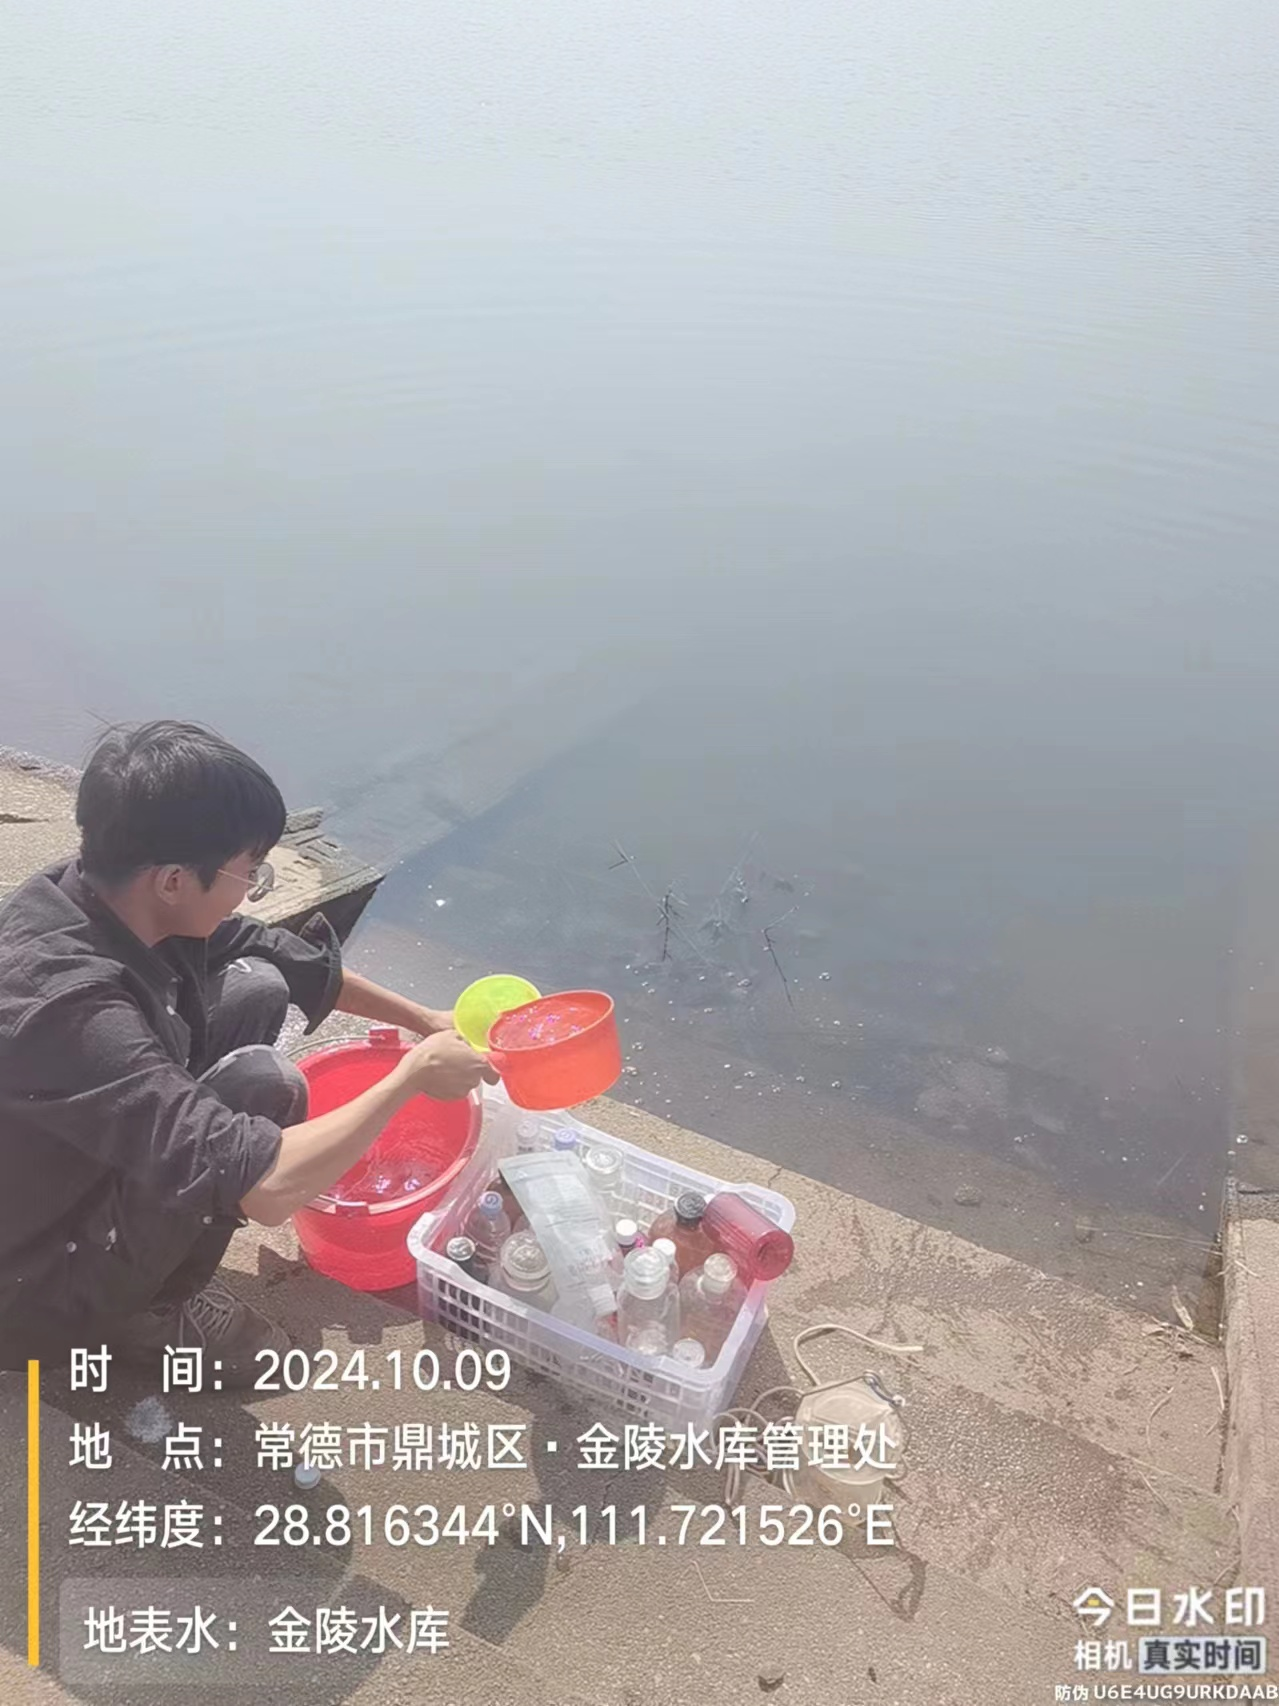 时 间：2024.10.09
地 点：常德市鼎城区·金陵水库管理处
经纬度：28.816344°N,111.721526°E
地表水：金陵水库
今日水印
相机 真实时间
防伪 U6E4UG9URKDAAB